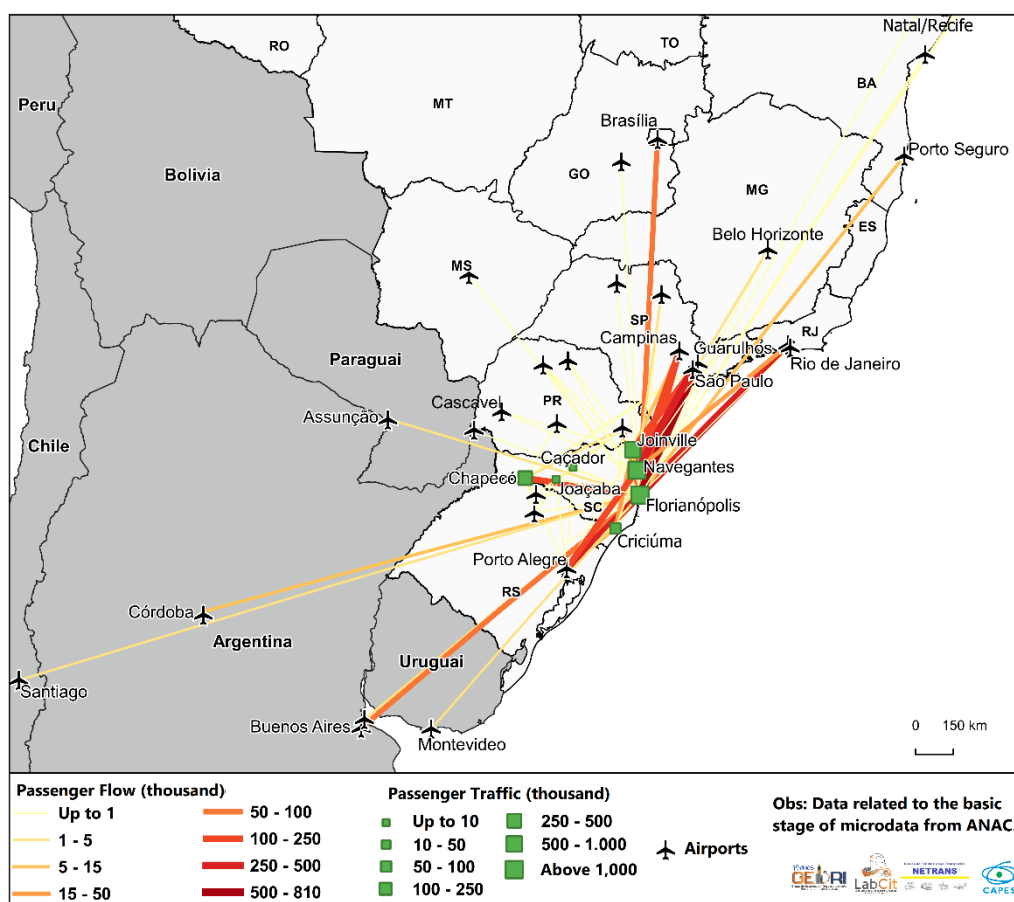 Natal/Recife
RO
TO
BA
Peru
MT
Brasília
Porto Seguro
GO
Bolivia
MG
ES
Belo Horizonte
MS
SP
RJ
Campinas
Guarulhos
Rio de Janeiro
São Paulo
Paraguai
Cascavel
PR
Assunção
Chile
Joinville
Caçador
Navegantes
Chapecó
Joaçaba
SC
Florianópolis
Criciúma
Porto Alegre
RS
Córdoba
Argentina
Uruguai
Santiago
Buenos Aires
Montevideo
0 150 km
Passenger Flow (thousand)
Up to 1
1 - 5
5 - 15
15 - 50
50 - 100
100 - 250
250 - 500
500 - 810
Passenger Traffic (thousand)
Up to 10
10 - 50
50 - 100
100 - 250
250 - 500
500 - 1.000
Above 1,000
Airports
Obs: Data related to the basic
stage of microdata from ANAC.
LabCit
NETRANS
CAPES